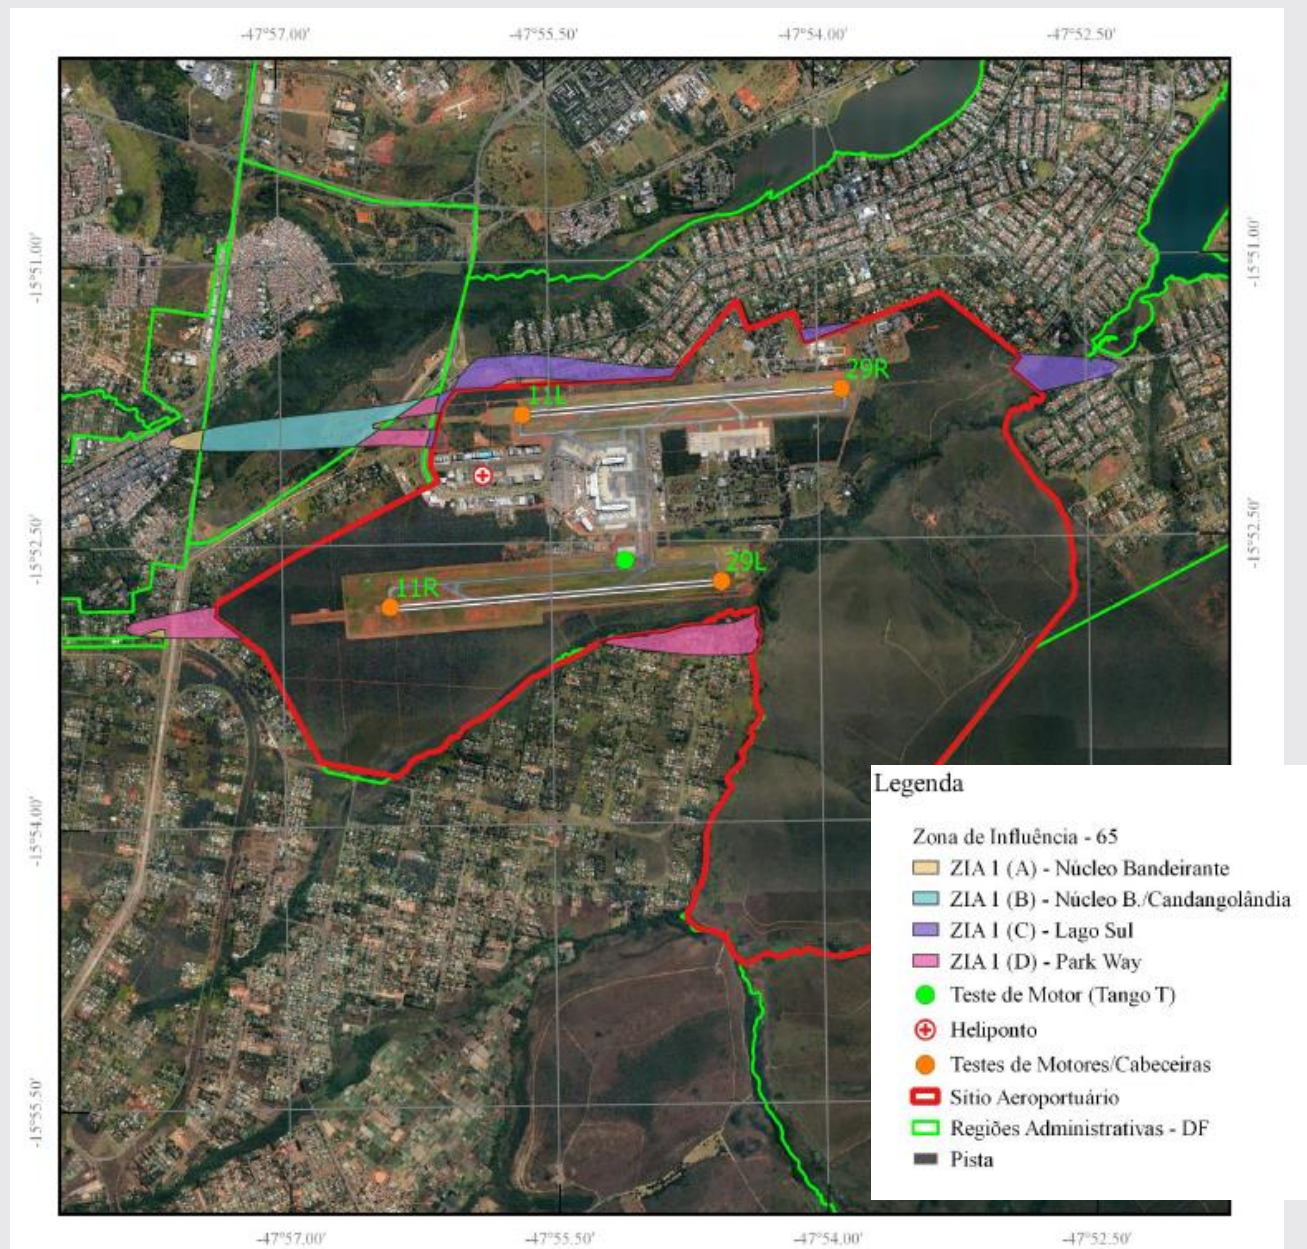 -47°57.00' -47°55.50' -47°54.00' -47°52.50'
-15°51.00' -15°51.00'
29R
11L
-15°52.50' -15°52.50'
29L
11R
-15°54.00'
-15°55.50'
Legenda
Zona de Influência - 65
ZIA 1 (A) - Núcleo Bandeirante
ZIA 1 (B) - Núcleo B./Candangolândia
ZIA 1 (C) - Lago Sul
ZIA 1 (D) - Park Way
Teste de Motor (Tango T)
Heliponto
Testes de Motores/Cabeceiras
Sítio Aeroportuário
Regiões Administrativas - DF
Pista
-47°57.00' -47°55.50' -47°54.00' -47°52.50'